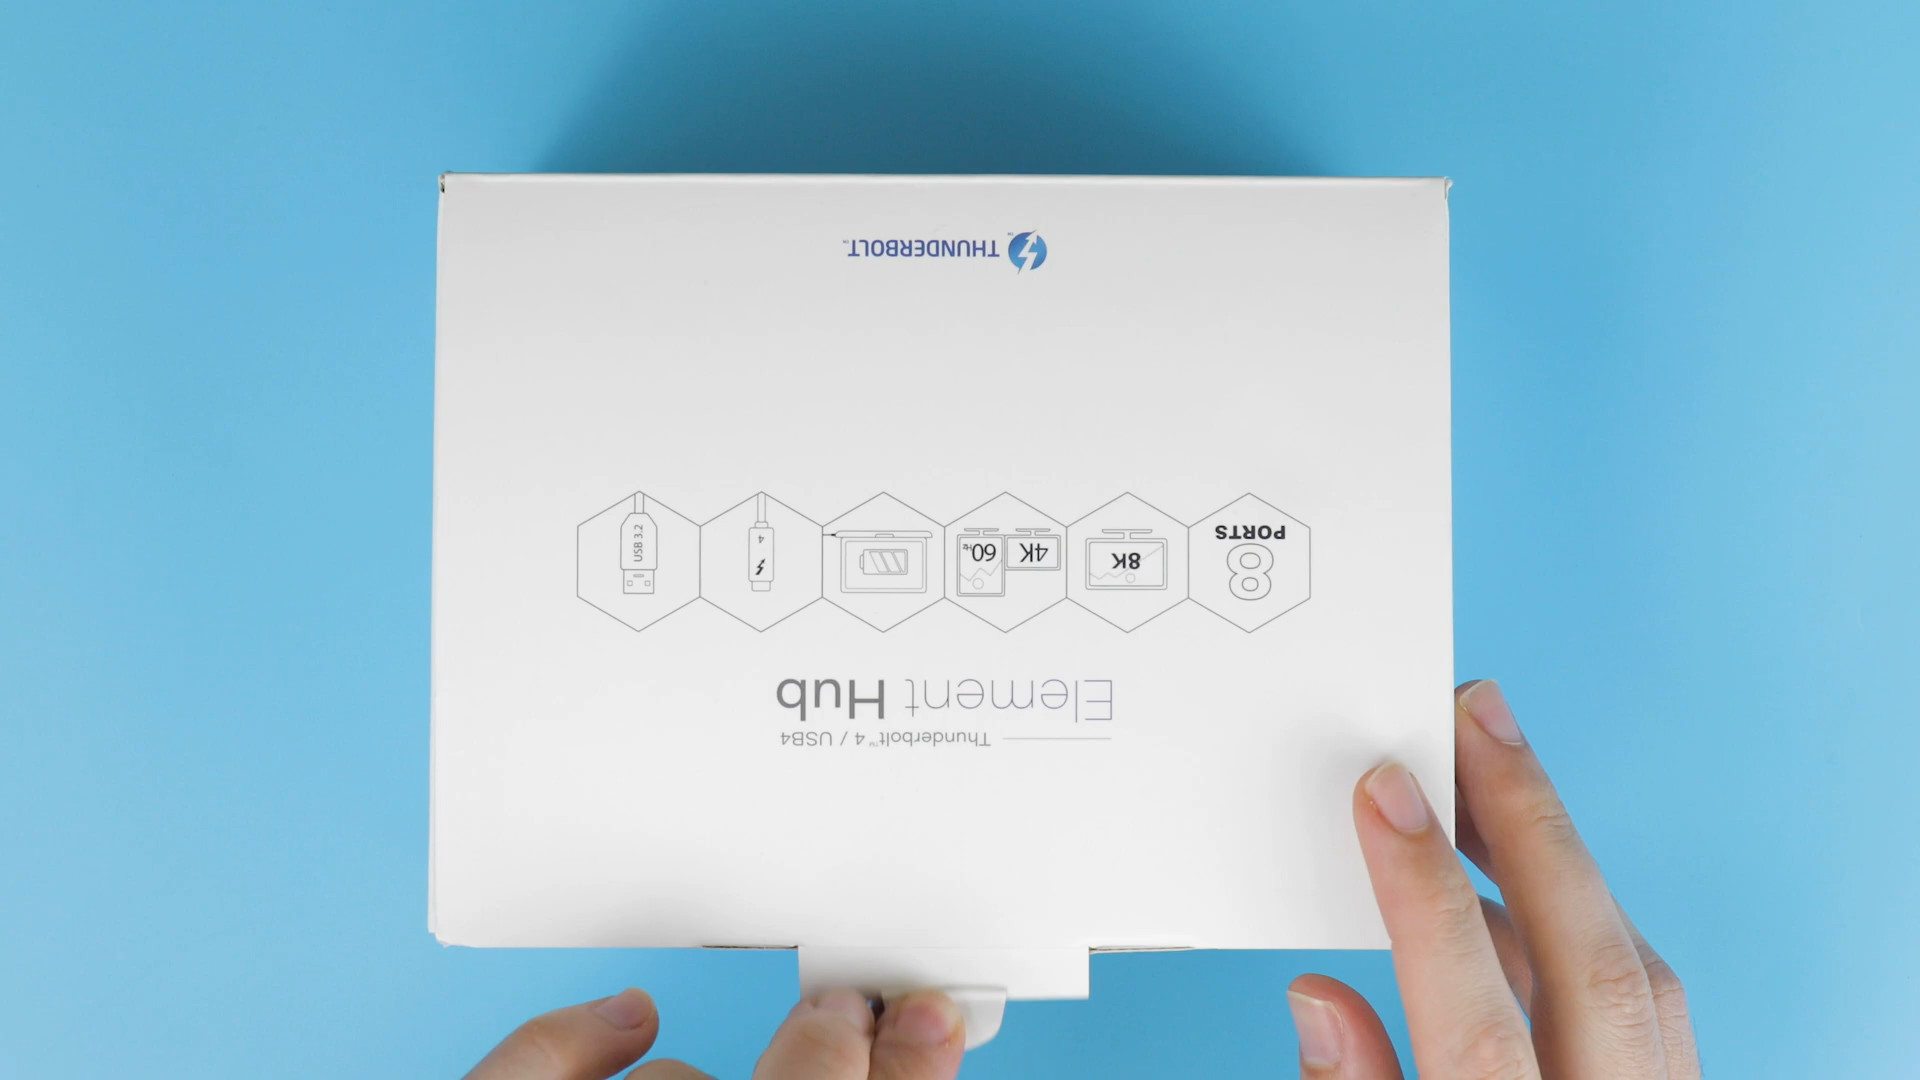 Thunderbolt™ 4 / USB4
Element Hub
8 PORTS
8K
4K 60Hz
4
USB 3.2
THUNDERBOLT™